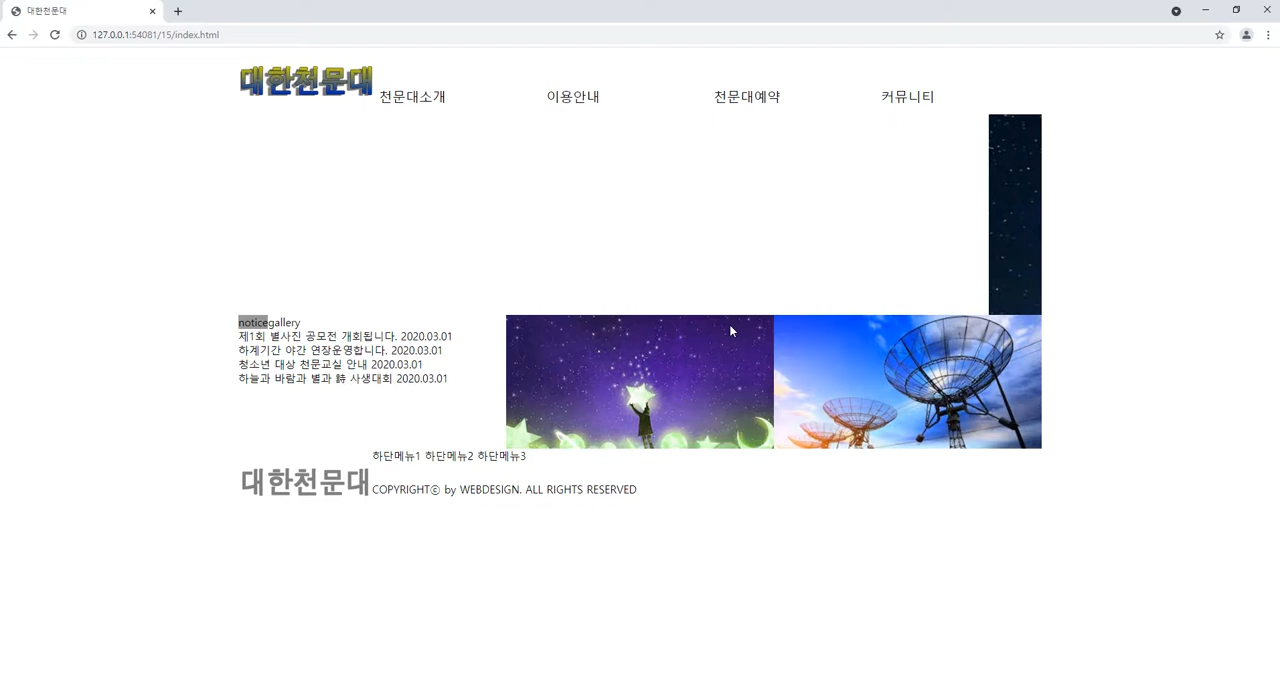 대한천문대
127.0.0.1:54081/15/index.html
대한천문대
천문대소개 이용안내 천문대예약 커뮤니티
noticegallery
제1회 별사진 공모전 개회됩니다. 2020.03.01
하계기간 야간 연장운영합니다. 2020.03.01
청소년 대상 천문교실 안내 2020.03.01
하늘과 바람과 별과 詩 사생대회 2020.03.01
하단메뉴1 하단메뉴2 하단메뉴3
대한천문대
COPYRIGHTⓒ by WEBDESIGN. ALL RIGHTS RESERVED